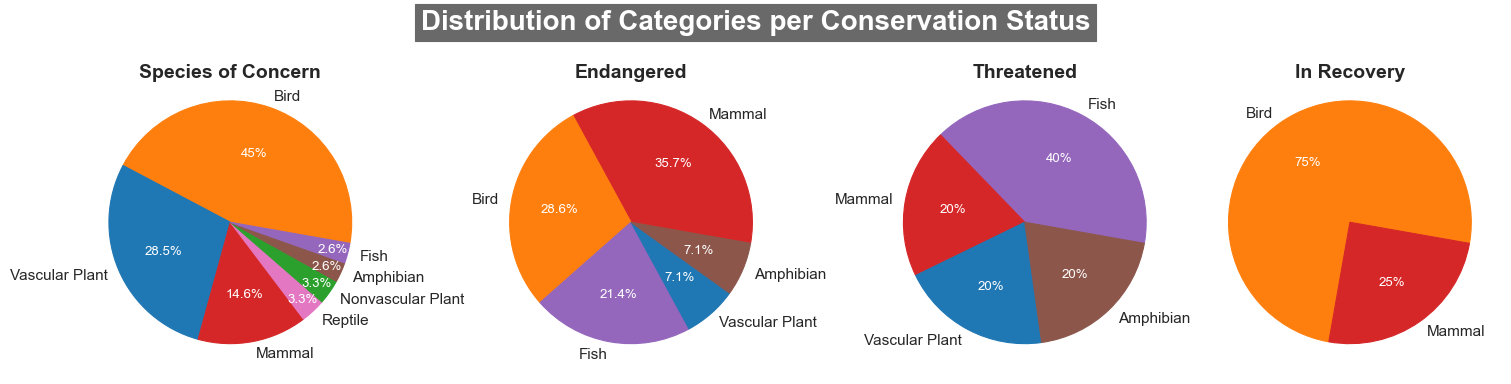 Distribution of Categories per Conservation Status
Species of Concern
Bird
45%
Vascular Plant
28.5%
Mammal
14.6%
Reptile
3.3%
Nonvascular Plant
3.3%
Amphibian
2.6%
Fish
2.6%
Endangered
Mammal
35.7%
Bird
28.6%
Fish
21.4%
Vascular Plant
7.1%
Amphibian
7.1%
Threatened
Fish
40%
Mammal
20%
Vascular Plant
20%
Amphibian
20%
In Recovery
Bird
75%
Mammal
25%